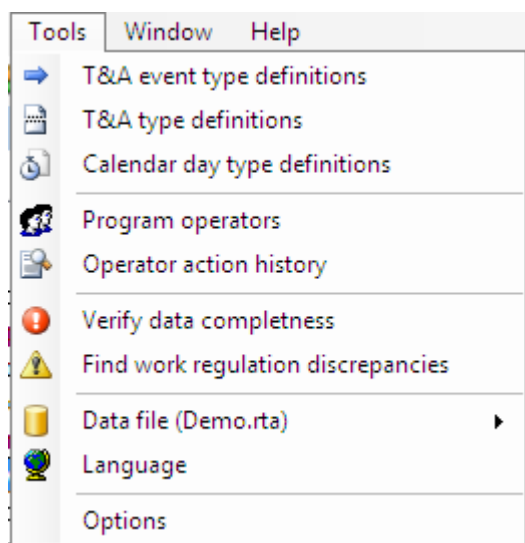 Tools Window Help
T&A event type definitions
T&A type definitions
Calendar day type definitions
Program operators
Operator action history
Verify data completness
Find work regulation discrepancies
Data file (Demo.rta)
Language
Options